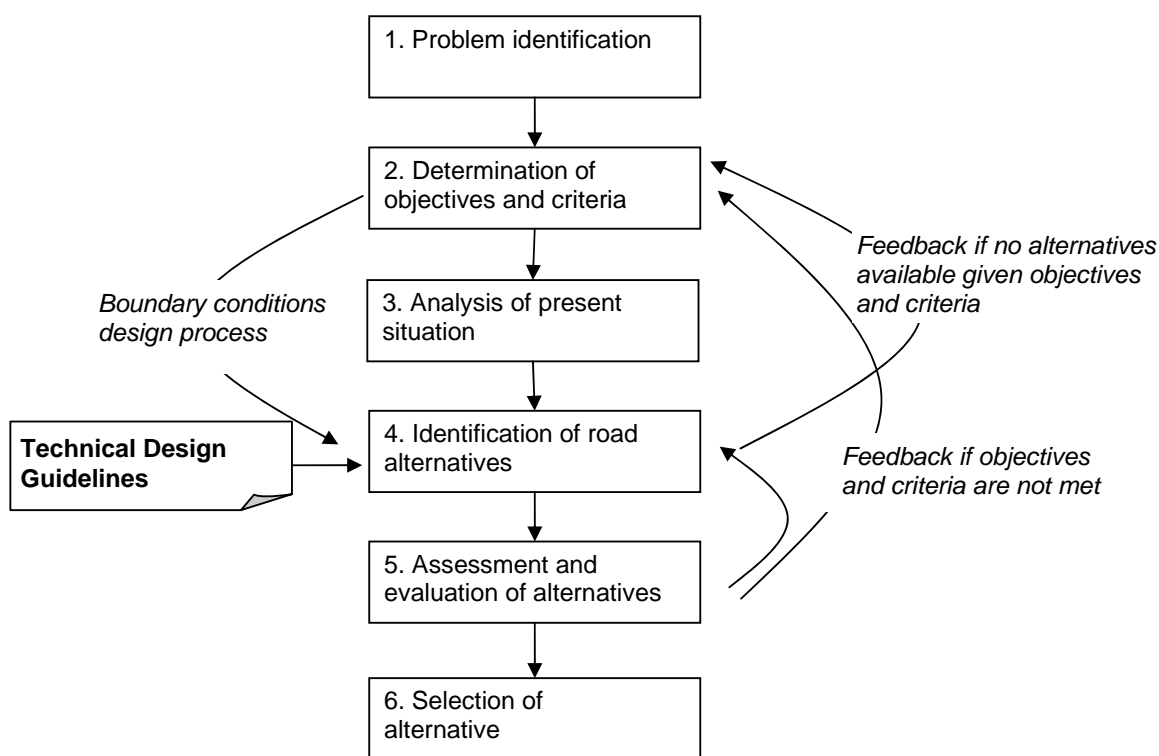 1. Problem identification
2. Determination of
objectives and criteria
Feedback if no alternatives
available given objectives
and criteria
Boundary conditions
design process
3. Analysis of present
situation
4. Identification of road
alternatives
Technical Design
Guidelines
Feedback if objectives
and criteria are not met
5. Assessment and
evaluation of alternatives
6. Selection of
alternative